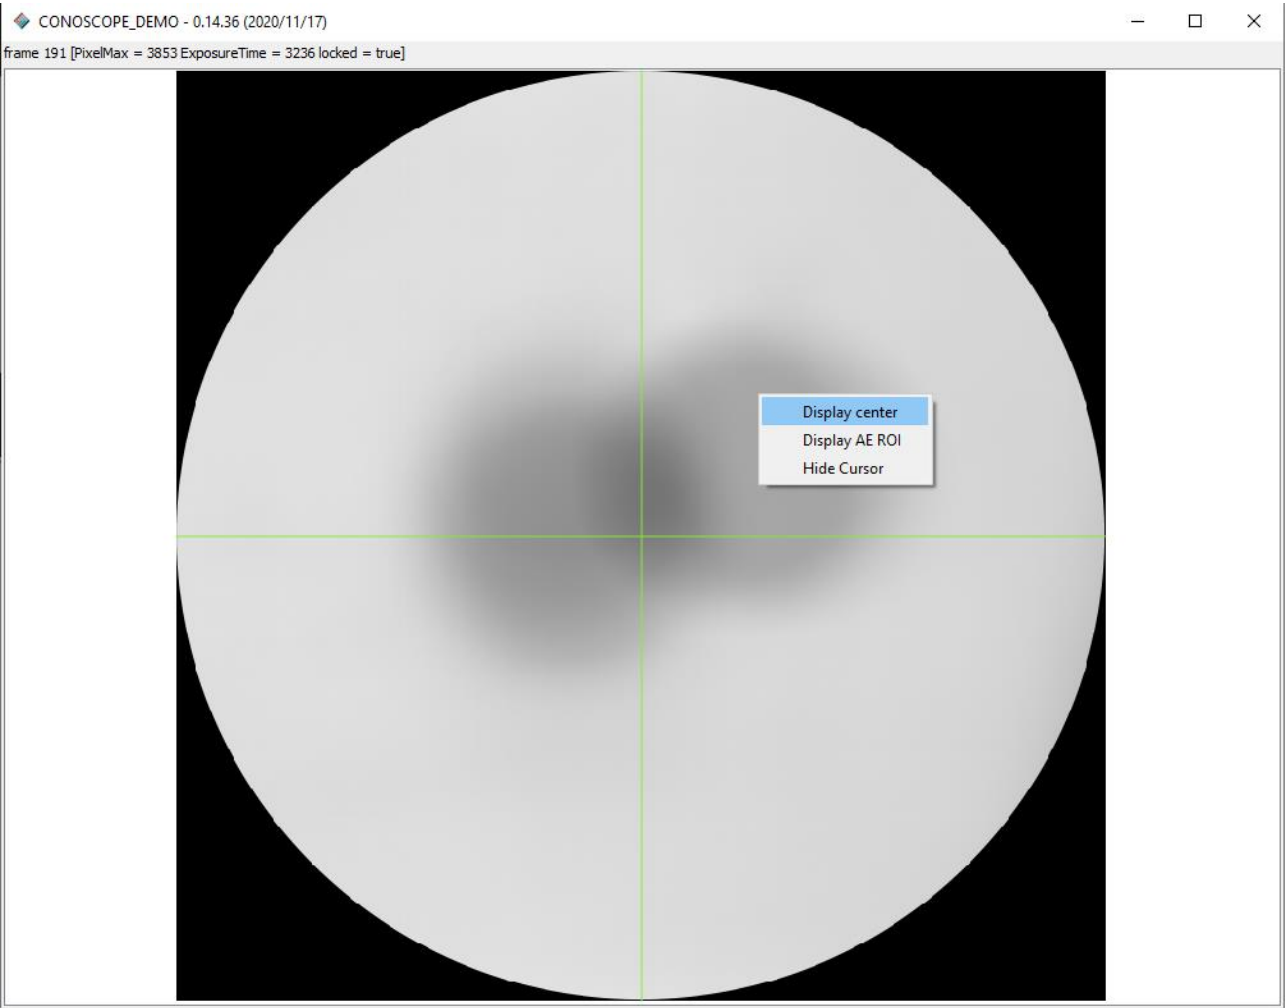 CONOSCOPE_DEMO - 0.14.36 (2020/11/17)
frame 191 [PixelMax = 3853 ExposureTime = 3236 locked = true]
Display center
Display AE ROI
Hide Cursor